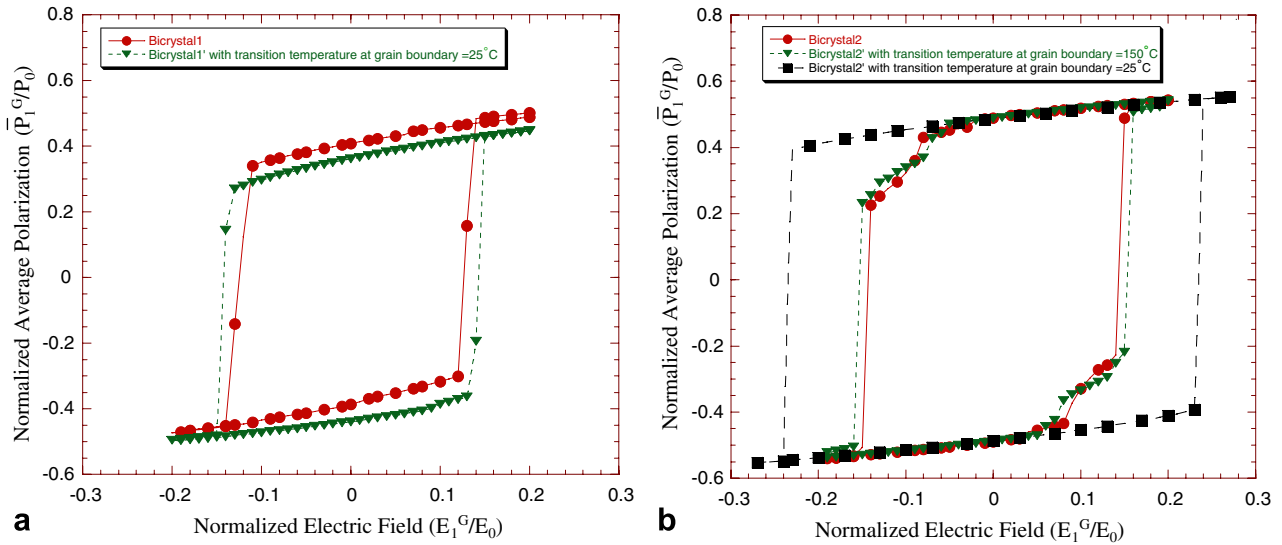 Bicrystal1
Bicrystal1' with transition temperature at grain boundary =25°C
Normalized Average Polarization (P̅₁ᴳ/P₀)
0.8
0.6
0.4
0.2
0
-0.2
-0.4
-0.6
-0.3
-0.2
-0.1
0
0.1
0.2
0.3
Normalized Electric Field (E₁ᴳ/E₀)
a
Bicrystal2
Bicrystal2' with transition temperature at grain boundary =150°C
Bicrystal2' with transition temperature at grain boundary =25°C
Normalized Average Polarization (P̅₁ᴳ/P₀)
0.8
0.6
0.4
0.2
0
-0.2
-0.4
-0.6
-0.3
-0.2
-0.1
0
0.1
0.2
0.3
Normalized Electric Field (E₁ᴳ/E₀)
b